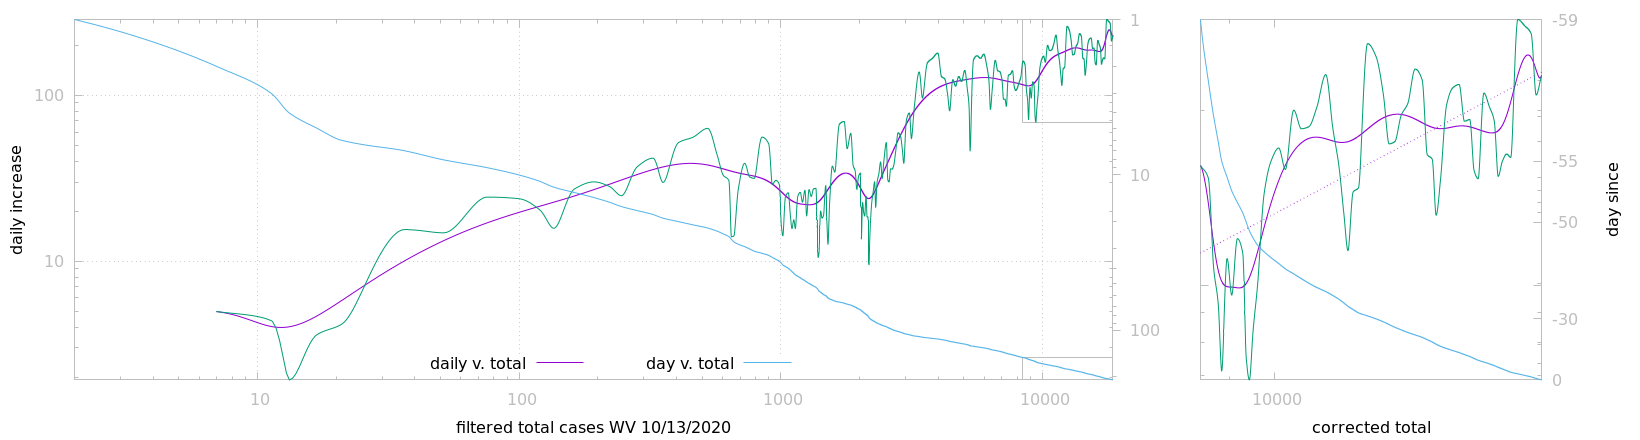 daily increase
100
10
10
100
1000
10000
1
10
100
daily v. total
day v. total
filtered total cases WV 10/13/2020
-59
-55
-50
-30
0
day since
10000
corrected total